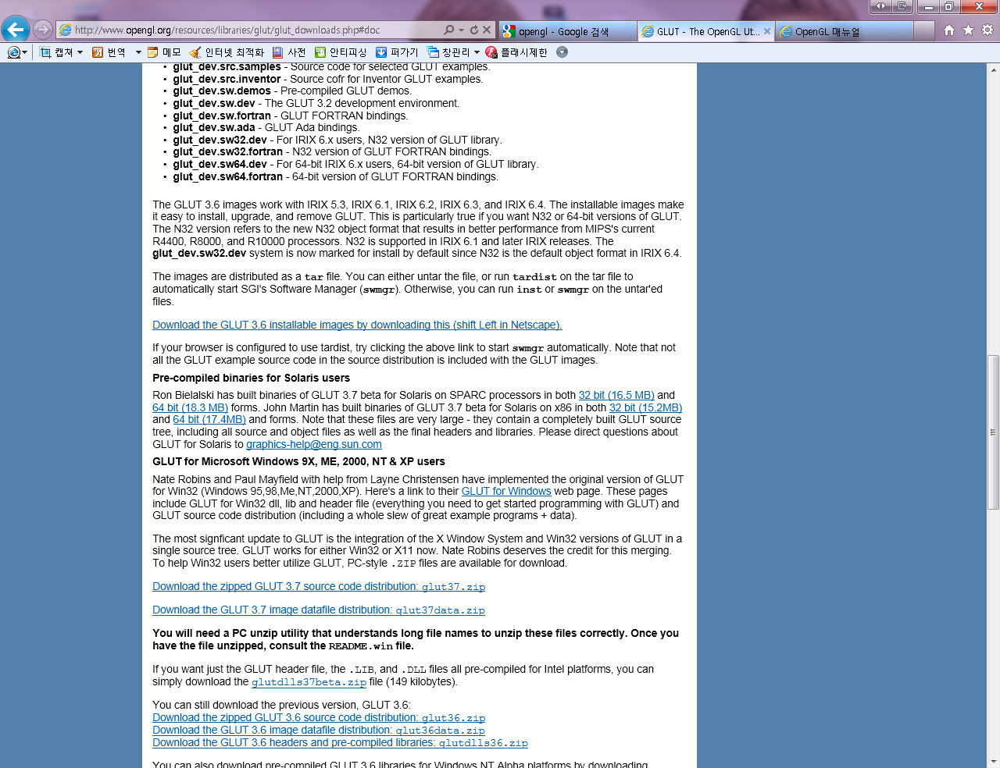 http://www.opengl.org/resources/libraries/glut/glut_downloads.php#doc
opengl - Google 검색
GLUT - The OpenGL Ut...
OpenGL 매뉴얼
캡쳐
번역
메모
인터넷 최적화
사전
안티피싱
퍼가기
창관리
플래시제한
• glut_dev.src.samples - Source code for selected GLUT examples.
• glut_dev.src.inventor - Source cofr for Inventor GLUT examples.
• glut_dev.sw.demos - Pre-compiled GLUT demos.
• glut_dev.sw.dev - The GLUT 3.2 development environment.
• glut_dev.sw.fortran - GLUT FORTRAN bindings.
• glut_dev.sw.ada - GLUT Ada bindings.
• glut_dev.sw32.dev - For IRIX 6.x users, N32 version of GLUT library.
• glut_dev.sw32.fortran - N32 version of GLUT FORTRAN bindings.
• glut_dev.sw64.dev - For 64-bit IRIX 6.x users, 64-bit version of GLUT library.
• glut_dev.sw64.fortran - 64-bit version of GLUT FORTRAN bindings.
The GLUT 3.6 images work with IRIX 5.3, IRIX 6.1, IRIX 6.2, IRIX 6.3, and IRIX 6.4. The installable images make
it easy to install, upgrade, and remove GLUT. This is particularly true if you want N32 or 64-bit versions of GLUT.
The N32 version refers to the new N32 object format that results in better performance from MIPS's current
R4400, R8000, and R10000 processors. N32 is supported in IRIX 6.1 and later IRIX releases. The
glut_dev.sw32.dev system is now marked for install by default since N32 is the default object format in IRIX 6.4.
The images are distributed as a tar file. You can either untar the file, or run tardist on the tar file to
automatically start SGI's Software Manager (swmgr). Otherwise, you can run inst or swmgr on the untar'ed
files.
Download the GLUT 3.6 installable images by downloading this (shift Left in Netscape).
If your browser is configured to use tardist, try clicking the above link to start swmgr automatically. Note that not
all the GLUT example source code in the source distribution is included with the GLUT images.
Pre-compiled binaries for Solaris users
Ron Bielalski has built binaries of GLUT 3.7 beta for Solaris on SPARC processors in both 32 bit (16.5 MB) and
64 bit (18.3 MB) forms. John Martin has built binaries of GLUT 3.7 beta for Solaris on x86 in both 32 bit (15.2MB)
and 64 bit (17.4MB) and forms. Note that these files are very large - they contain a completely built GLUT source
tree, including all source and object files as well as the final headers and libraries. Please direct questions about
GLUT for Solaris to graphics-help@eng.sun.com
GLUT for Microsoft Windows 9X, ME, 2000, NT & XP users
Nate Robins and Paul Mayfield with help from Layne Christensen have implemented the original version of GLUT
for Win32 (Windows 95,98,Me,NT,2000,XP). Here's a link to their GLUT for Windows web page. These pages
include GLUT for Win32 dll, lib and header file (everything you need to get started programming with GLUT) and
GLUT source code distribution (including a whole slew of great example programs + data).
The most signficant update to GLUT is the integration of the X Window System and Win32 versions of GLUT in a
single source tree. GLUT works for either Win32 or X11 now. Nate Robins deserves the credit for this merging.
To help Win32 users better utilize GLUT, PC-style .ZIP files are available for download.
Download the zipped GLUT 3.7 source code distribution: glut37.zip
Download the GLUT 3.7 image datafile distribution: glut37data.zip
You will need a PC unzip utility that understands long file names to unzip these files correctly. Once you
have the file unzipped, consult the README.win file.
If you want just the GLUT header file, the .LIB, and .DLL files all pre-compiled for Intel platforms, you can
simply download the glutdlls37beta.zip file (149 kilobytes).
You can still download the previous version, GLUT 3.6:
Download the zipped GLUT 3.6 source code distribution: glut36.zip
Download the GLUT 3.6 image datafile distribution: glut36data.zip
Download the GLUT 3.6 headers and pre-compiled libraries: glutdlls36.zip
You can also download pre-compiled GLUT 3.6 libraries for Windows NT Alpha platforms by downloading